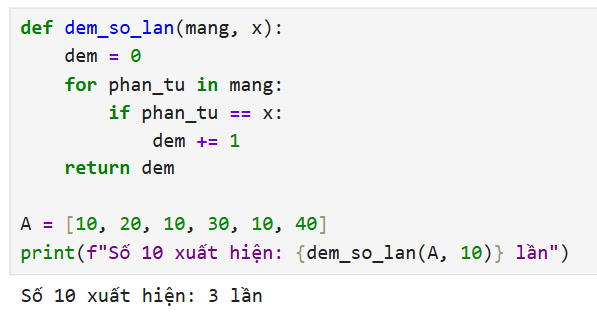 def dem_so_lan(mang, x):
    dem = 0
    for phan_tu in mang:
        if phan_tu == x:
            dem += 1
    return dem

A = [10, 20, 10, 30, 10, 40]
print(f"Số 10 xuất hiện: {dem_so_lan(A, 10)} lần")
Số 10 xuất hiện: 3 lần